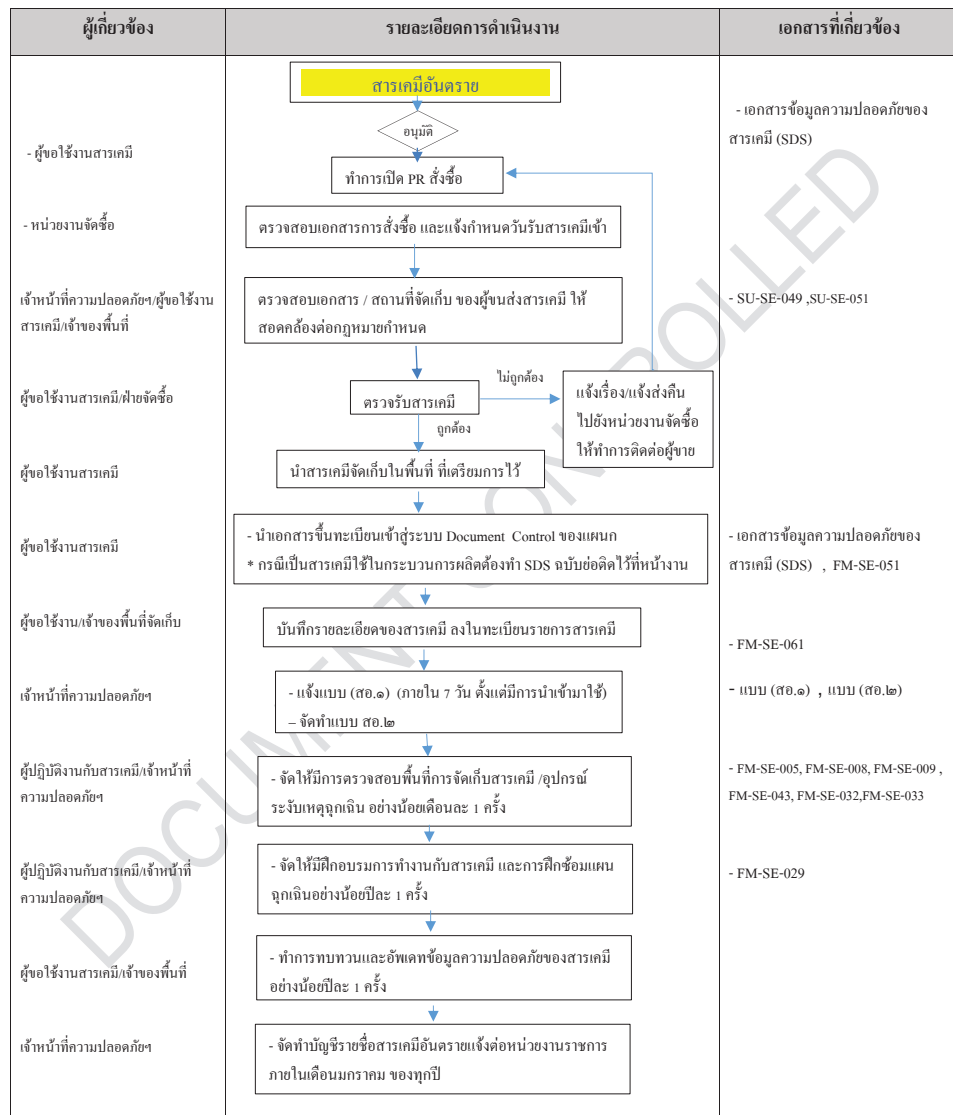 ผู้เกี่ยวข้อง
รายละเอียดการดำเนินงาน
เอกสารที่เกี่ยวข้อง
สารเคมีอันตราย
- เอกสารข้อมูลความปลอดภัยของ
สารเคมี (SDS)
อนุมัติ
- ผู้ขอใช้งานสารเคมี
ทำการเปิด PR สั่งซื้อ
- หน่วยงานจัดซื้อ
ตรวจสอบเอกสารการสั่งซื้อ และแจ้งกำหนดวันรับสารเคมีเข้า
เจ้าหน้าที่ความปลอดภัยฯ/ผู้ขอใช้งาน
สารเคมี/เจ้าของพื้นที่
ตรวจสอบเอกสาร / สถานที่จัดเก็บ ของผู้ขนส่งสารเคมี ให้
สอดคล้องต่อกฎหมายกำหนด
- SU-SE-049 ,SU-SE-051
ผู้ขอใช้งานสารเคมี/ฝ่ายจัดซื้อ
ตรวจรับสารเคมี
ไม่ถูกต้อง
แจ้งเรื่อง/แจ้งส่งคืน
ไปยังหน่วยงานจัดซื้อ
ให้ทำการติดต่อผู้ขาย
ถูกต้อง
ผู้ขอใช้งานสารเคมี
นำสารเคมีจัดเก็บในพื้นที่ ที่เตรียมการไว้
ผู้ขอใช้งานสารเคมี
- นำเอกสารขึ้นทะเบียนเข้าสู่ระบบ Document Control ของแผนก
* กรณีเป็นสารเคมีใช้ในกระบวนการผลิตต้องทำ SDS ฉบับย่อติดไว้ที่หน้างาน
- เอกสารข้อมูลความปลอดภัยของ
สารเคมี (SDS) , FM-SE-051
ผู้ขอใช้งาน/เจ้าของพื้นที่จัดเก็บ
บันทึกรายละเอียดของสารเคมี ลงในทะเบียนรายการสารเคมี
- FM-SE-061
เจ้าหน้าที่ความปลอดภัยฯ
- แจ้งแบบ (สอ.๑) (ภายใน 7 วัน ตั้งแต่มีการนำเข้ามาใช้)
– จัดทำแบบ สอ.๒
- แบบ (สอ.๑) , แบบ (สอ.๒)
ผู้ปฏิบัติงานกับสารเคมี/เจ้าหน้าที่
ความปลอดภัยฯ
- จัดให้มีการตรวจสอบพื้นที่การจัดเก็บสารเคมี /อุปกรณ์
ระงับเหตุฉุกเฉิน อย่างน้อยเดือนละ 1 ครั้ง
- FM-SE-005, FM-SE-008, FM-SE-009 ,
FM-SE-043, FM-SE-032,FM-SE-033
ผู้ปฏิบัติงานกับสารเคมี/เจ้าหน้าที่
ความปลอดภัยฯ
- จัดให้มีฝึกอบรมการทำงานกับสารเคมี และการฝึกซ้อมแผน
ฉุกเฉินอย่างน้อยปีละ 1 ครั้ง
- FM-SE-029
ผู้ขอใช้งานสารเคมี/เจ้าของพื้นที่
- ทำการทบทวนและอัพเดทข้อมูลความปลอดภัยของสารเคมี
อย่างน้อยปีละ 1 ครั้ง
เจ้าหน้าที่ความปลอดภัยฯ
- จัดทำบัญชีรายชื่อสารเคมีอันตรายแจ้งต่อหน่วยงานราชการ
ภายในเดือนมกราคม ของทุกปี
DOCUMENT CONTROLLED